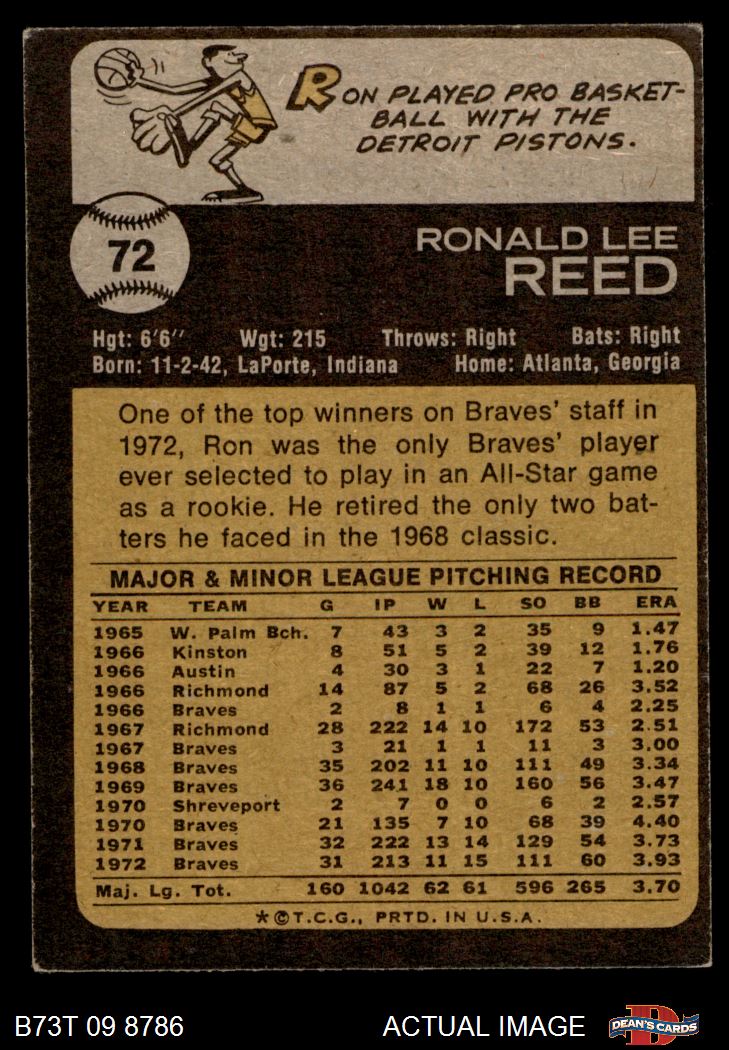 RON PLAYED PRO BASKET-
BALL WITH THE
DETROIT PISTONS.
72
RONALD LEE
REED
Hgt: 6'6" Wgt: 215 Throws: Right Bats: Right
Born: 11-2-42, LaPorte, Indiana Home: Atlanta, Georgia
One of the top winners on Braves' staff in
1972, Ron was the only Braves' player
ever selected to play in an All-Star game
as a rookie. He retired the only two bat-
ters he faced in the 1968 classic.
MAJOR & MINOR LEAGUE PITCHING RECORD
YEAR TEAM G IP W L SO BB ERA
1965 W. Palm Bch. 7 43 3 2 35 9 1.47
1966 Kinston 8 51 5 2 39 12 1.76
1966 Austin 4 30 3 1 22 7 1.20
1966 Richmond 14 87 5 2 68 26 3.52
1966 Braves 2 8 1 1 6 4 2.25
1967 Richmond 28 222 14 10 172 53 2.51
1967 Braves 3 21 1 1 11 3 3.00
1968 Braves 35 202 11 10 111 49 3.34
1969 Braves 36 241 18 10 160 56 3.47
1970 Shreveport 2 7 0 0 6 2 2.57
1970 Braves 21 135 7 10 68 39 4.40
1971 Braves 32 222 13 14 129 54 3.73
1972 Braves 31 213 11 15 111 60 3.93
Maj. Lg. Tot. 160 1042 62 61 596 265 3.70
*©T.C.G., PRTD. IN U.S.A.
B73T 09 8786 ACTUAL IMAGE DEAN'S CARDS